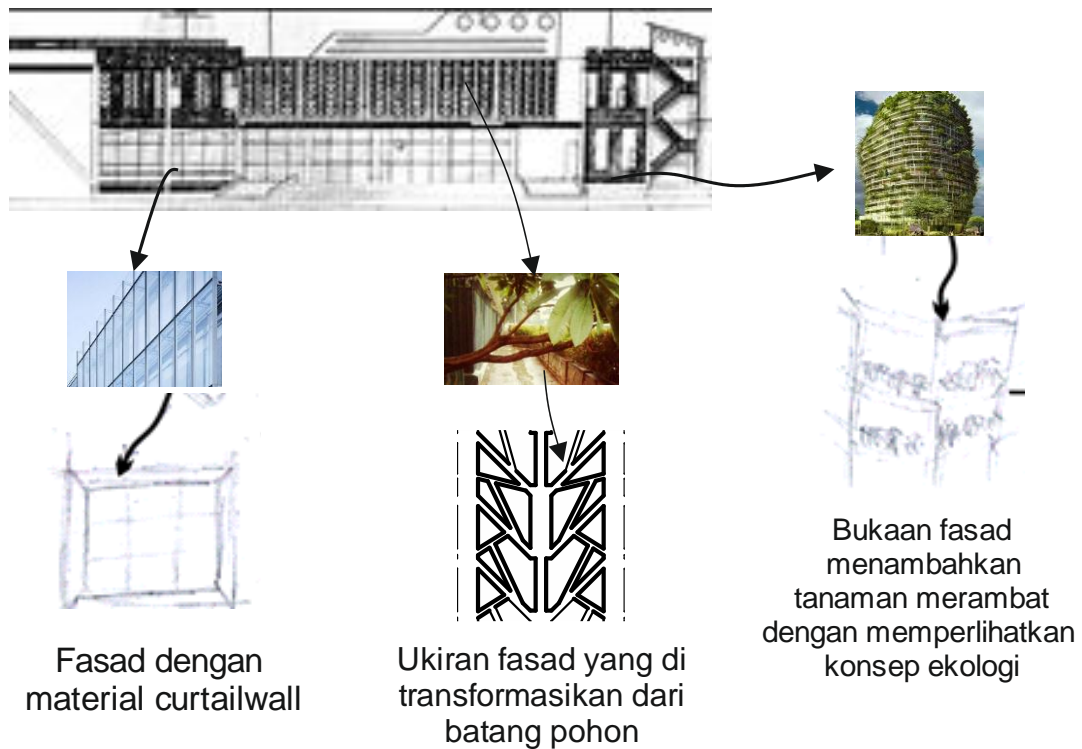 Fasad dengan
material curtailwall
Ukiran fasad yang di
transformasikan dari
batang pohon
Bukaan fasad
menambahkan
tanaman merambat
dengan memperlihatkan
konsep ekologi